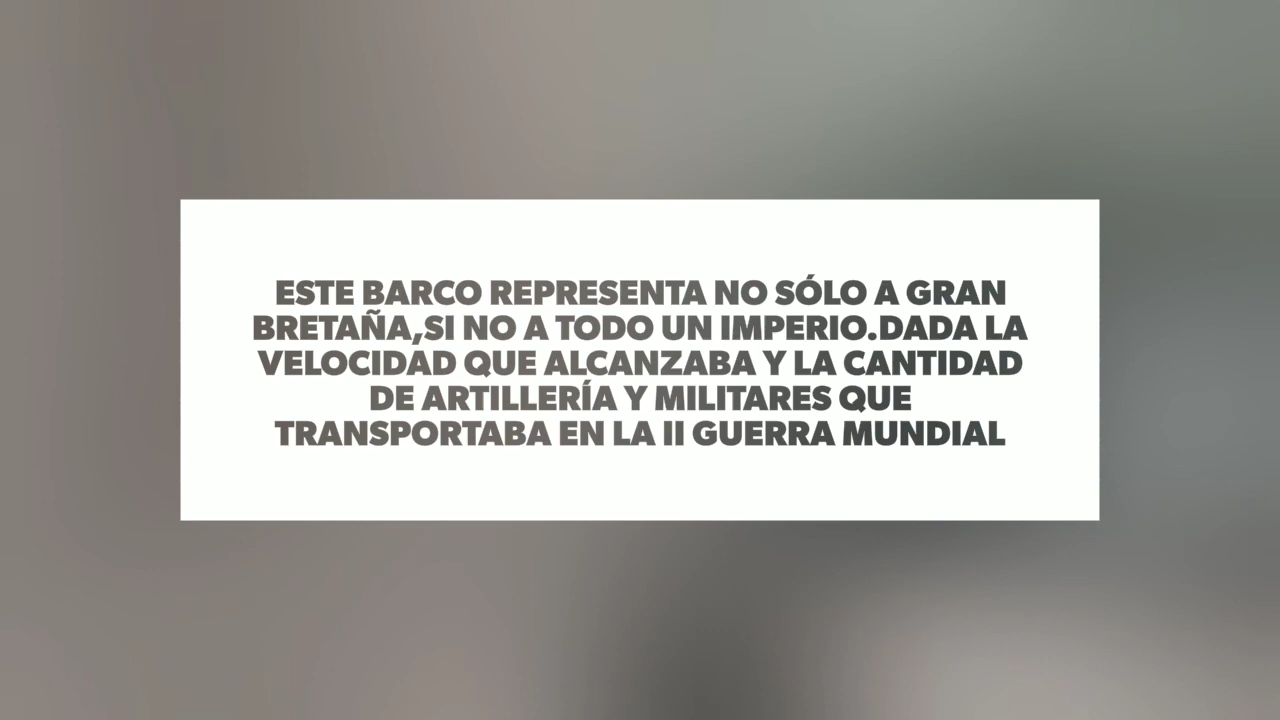 ESTE BARCO REPRESENTA NO SÓLO A GRAN
BRETAÑA,SI NO A TODO UN IMPERIO.DADA LA
VELOCIDAD QUE ALCANZABA Y LA CANTIDAD
DE ARTILLERÍA Y MILITARES QUE
TRANSPORTABA EN LA II GUERRA MUNDIAL